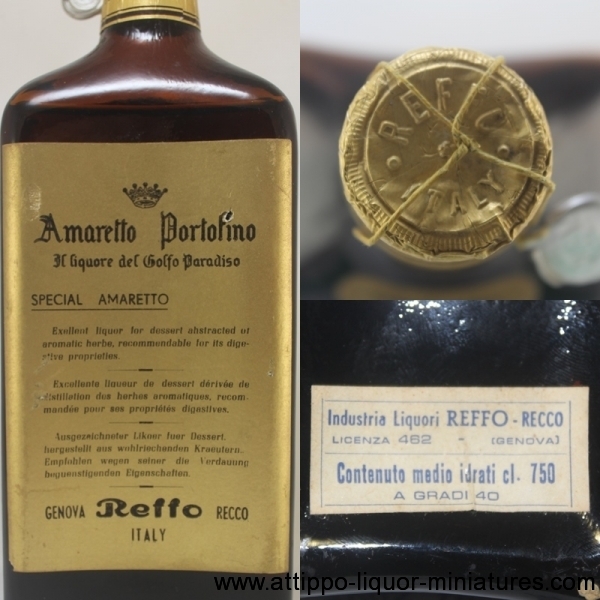 Amaretto Portofino
Il liquore del Golfo Paradiso
SPECIAL AMARETTO
Exellent liquor for dessert abstracted of
aromatic herbe, recommendable for its dige-
stive proprieties.
Excellente liqueur de dessert dérivée de
distillation des herbes aromatiques, recom-
mandée pour ses propriétés digestives.
Ausgezeichneter Likoer fuer Dessert.
hergestellt aus wohlriechenden Kraeutern.
Empfohlen wegen seiner die Verdauung
beguenstigenden Eigenschaften.
GENOVA Reffo RECCO
ITALY
REFFO
ITALY
Industria Liquori REFFO - RECCO
LICENZA 462 - (GENOVA)
Contenuto medio idrati cl. 750
A GRADI 40
www.attippo-liquor-miniatures.com